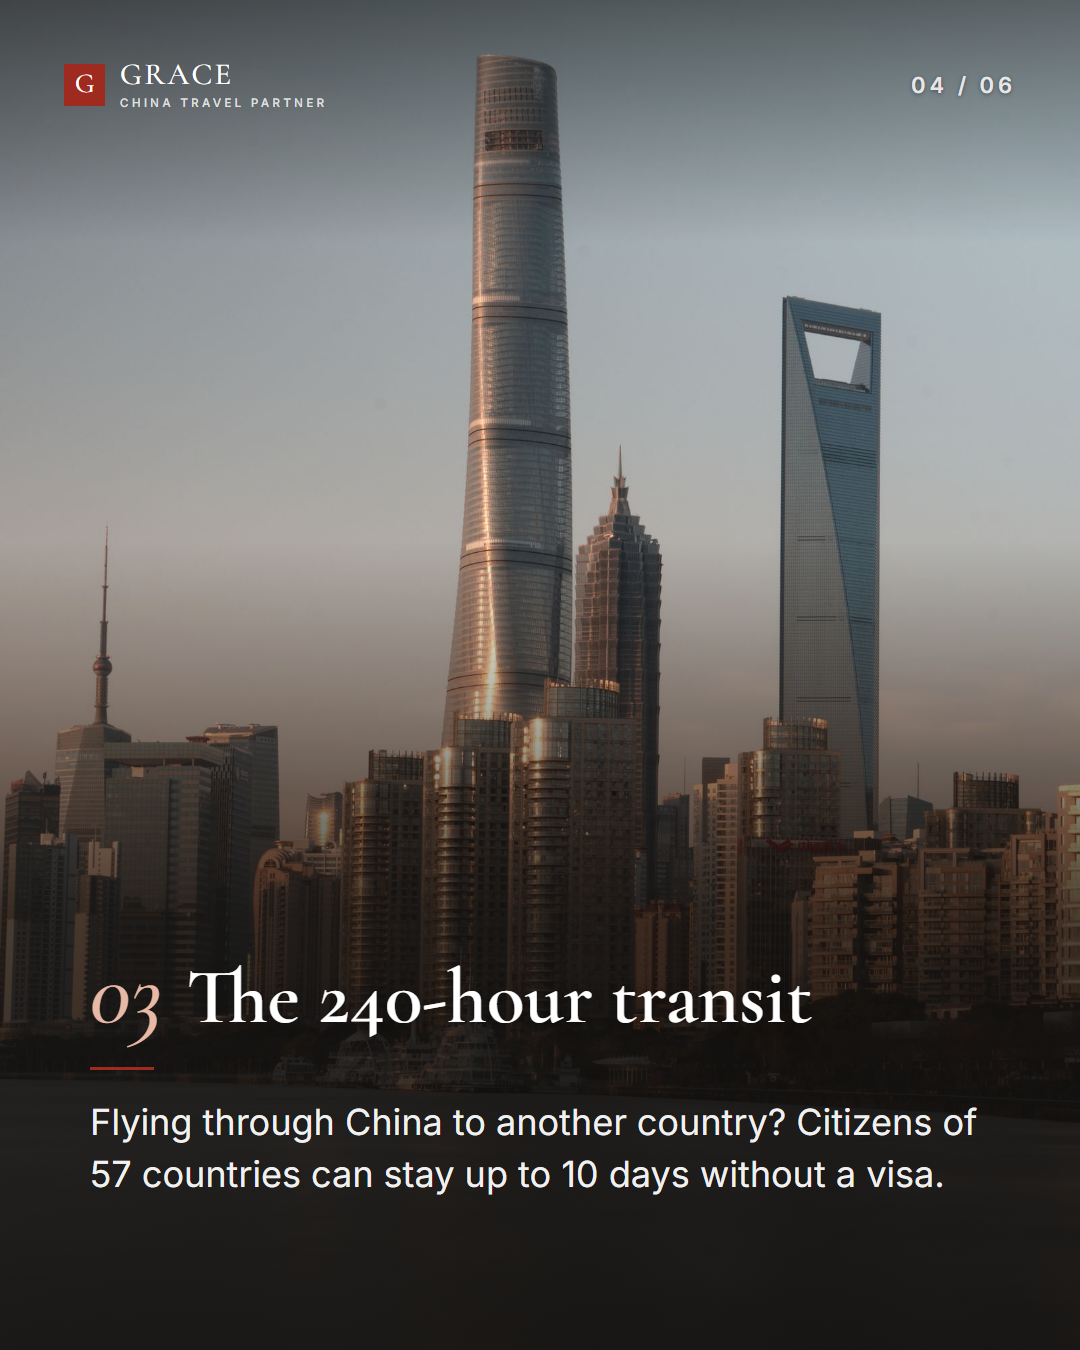 G
GRACE
CHINA TRAVEL PARTNER
04 / 06
03 The 240-hour transit
Flying through China to another country? Citizens of
57 countries can stay up to 10 days without a visa.